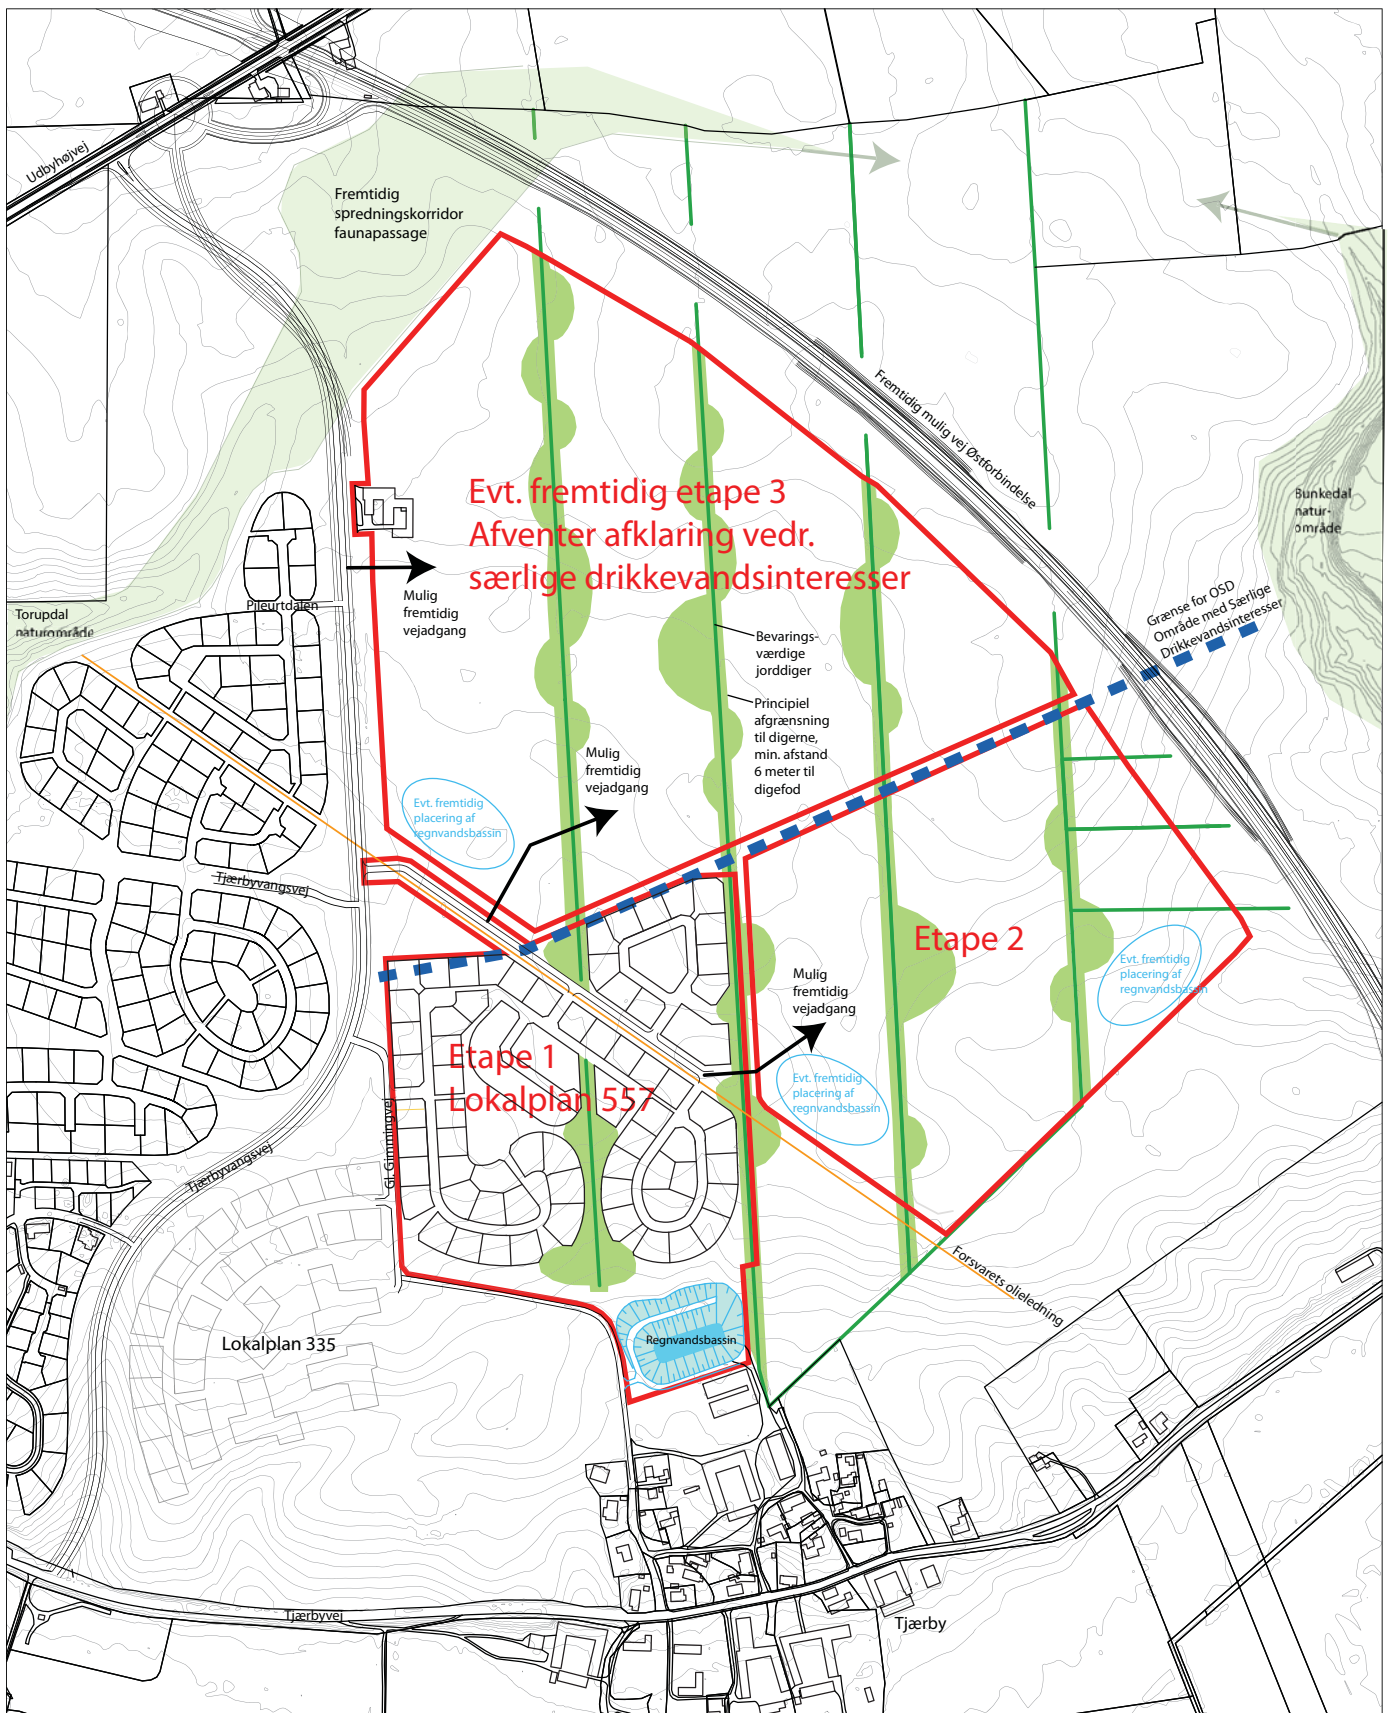 Udbyhøjvej
Fremtidig
spredningskorridor
faunapassage
Fremtidig mulig vej Østforbindelse
Evt. fremtidig etape 3
Afventer afklaring vedr.
særlige drikkevandsinteresser
Bunkedal
natur-
område
Mulig
fremtidig
vejadgang
Pileurtdalen
Torupdal
naturområde
Grænse for OSD
Område med Særlige
Drikkevandsinteresser
Bevarings-
værdige
jorddiger
Principiel
afgrænsning
til digerne,
min. afstand
6 meter til
digefod
Mulig
fremtidig
vejadgang
Evt. fremtidig
placering af
regnvandsbassin
Tjærbyvangsvej
Etape 2
Evt. fremtidig
placering af
regnvandsbassin
Mulig
fremtidig
vejadgang
Etape 1
Lokalplan 557
Evt. fremtidig
placering af
regnvandsbassin
Gl. Gimmingvej
Tjærbyvangsvej
Forsvarets olieledning
Lokalplan 335
Regnvandsbassin
Tjærbyvej
Tjærby